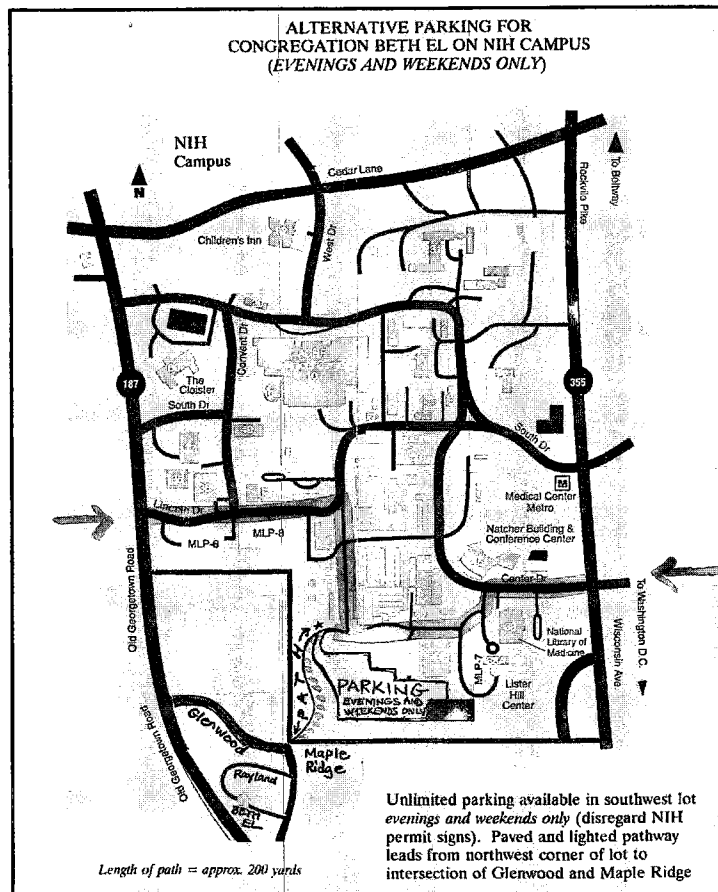 ALTERNATIVE PARKING FOR
CONGREGATION BETH EL ON NIH CAMPUS
(EVENINGS AND WEEKENDS ONLY)
NIH
Campus
N
Cedar Lane
To Beltway
Rockville Pike
Children's Inn
West Dr
Convent Dr
187
The
Cloister
South Dr
355
South Dr
M
Medical Center
Metro
Lincoln Dr
MLP-6
MLP-8
Natcher Building &
Conference Center
Center Dr
Old Georgetown Road
To Washington D.C.
Wisconsin Ave
National
Library of
Medicine
MLP-7
Lister
Hill
Center
PATH
PARKING
EVENINGS AND
WEEKENDS ONLY
Glenwood
Maple
Ridge
Old Georgetown Road
Rayland
BETH
EL
Unlimited parking available in southwest lot
evenings and weekends only (disregard NIH
permit signs). Paved and lighted pathway
leads from northwest corner of lot to
intersection of Glenwood and Maple Ridge
Length of path = approx. 200 yards